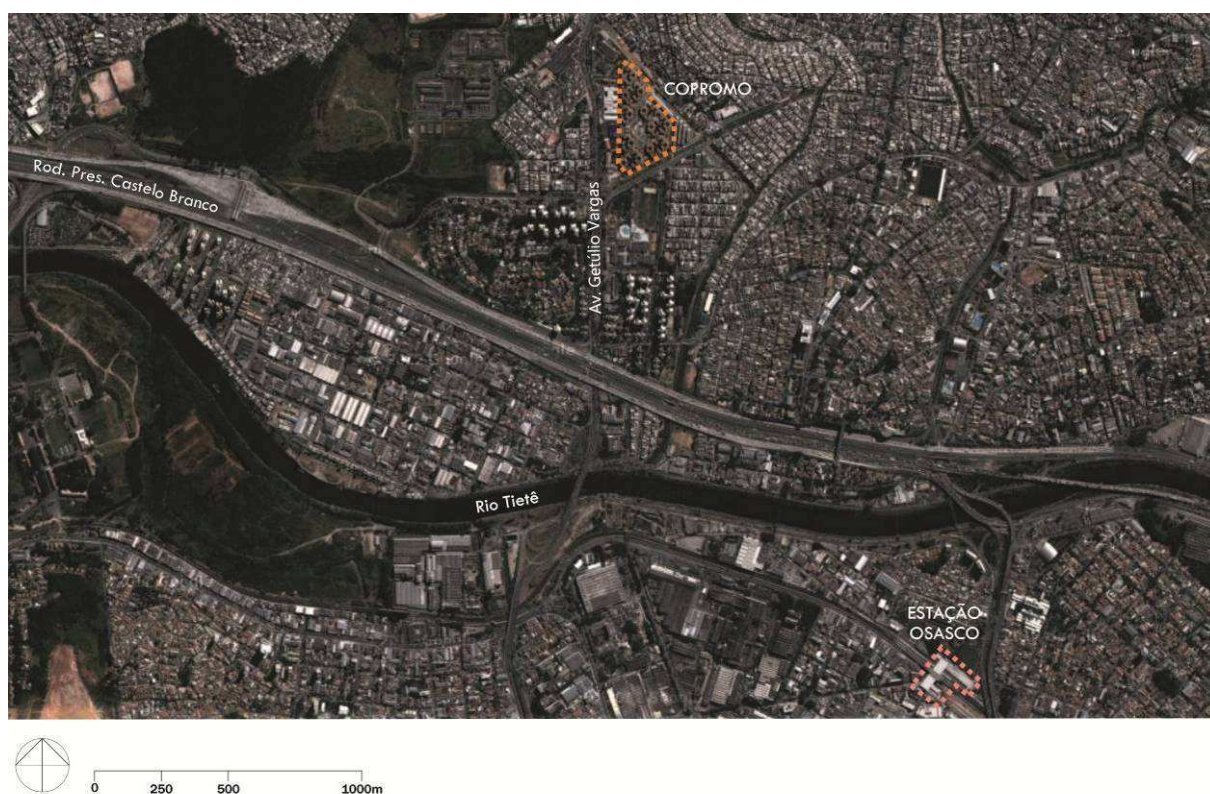 COPROMO
Rod. Pres. Castelo Branco
Av. Getúlio Vargas
Rio Tietê
ESTAÇÃO
OSASCO
0 250 500 1000m